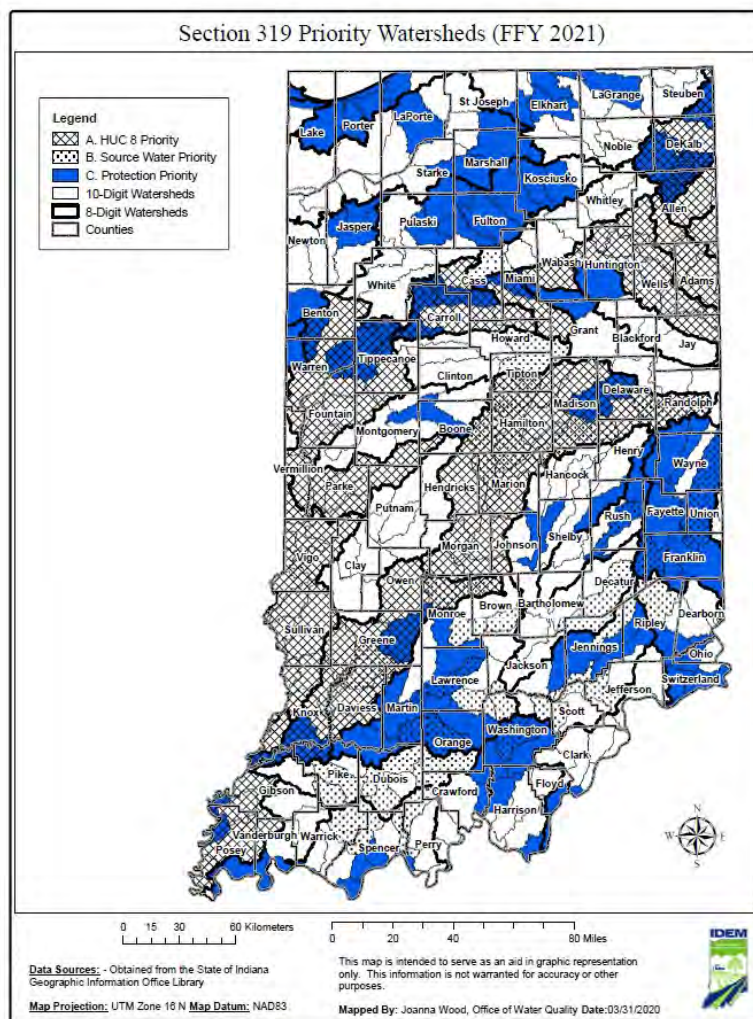 Section 319 Priority Watersheds (FFY 2021)
Legend
A. HUC 8 Priority
B. Source Water Priority
C. Protection Priority
10-Digit Watersheds
8-Digit Watersheds
Counties
Lake
Porter
LaPorte
St Joseph
Elkhart
LaGrange
Steuben
Noble
DeKalb
Starke
Marshall
Kosciusko
Whitley
Allen
Newton
Jasper
Pulaski
Fulton
White
Cass
Miami
Wabash
Huntington
Wells
Adams
Benton
Carroll
Howard
Grant
Blackford
Jay
Warren
Tippecanoe
Clinton
Tipton
Madison
Delaware
Randolph
Fountain
Montgomery
Boone
Hamilton
Henry
Wayne
Vermillion
Parke
Putnam
Hendricks
Marion
Hancock
Rush
Fayette
Union
Vigo
Clay
Owen
Morgan
Johnson
Shelby
Franklin
Decatur
Sullivan
Greene
Monroe
Brown
Bartholomew
Jennings
Ripley
Dearborn
Ohio
Switzerland
Lawrence
Jackson
Jefferson
Knox
Daviess
Martin
Orange
Washington
Scott
Clark
Gibson
Pike
Dubois
Crawford
Floyd
Harrison
Posey
Vanderburgh
Warrick
Spencer
Perry
N
W E
S
0 15 30 60 Kilometers
0 20 40 60 80 Miles
Data Sources: - Obtained from the State of Indiana
Geographic Information Office Library
Map Projection: UTM Zone 16 N Map Datum: NAD83
This map is intended to serve as an aid in graphic representation
only. This information is not warranted for accuracy or other
purposes.
Mapped By: Joanna Wood, Office of Water Quality Date:03/31/2020
IDEM